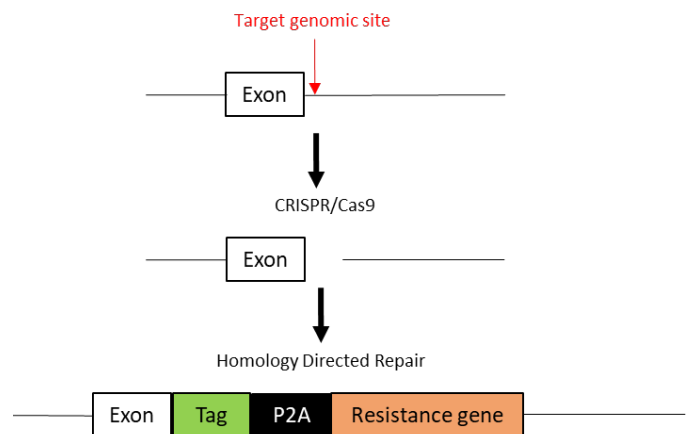 Target genomic site
Exon
CRISPR/Cas9
Exon
Homology Directed Repair
Exon Tag P2A Resistance gene